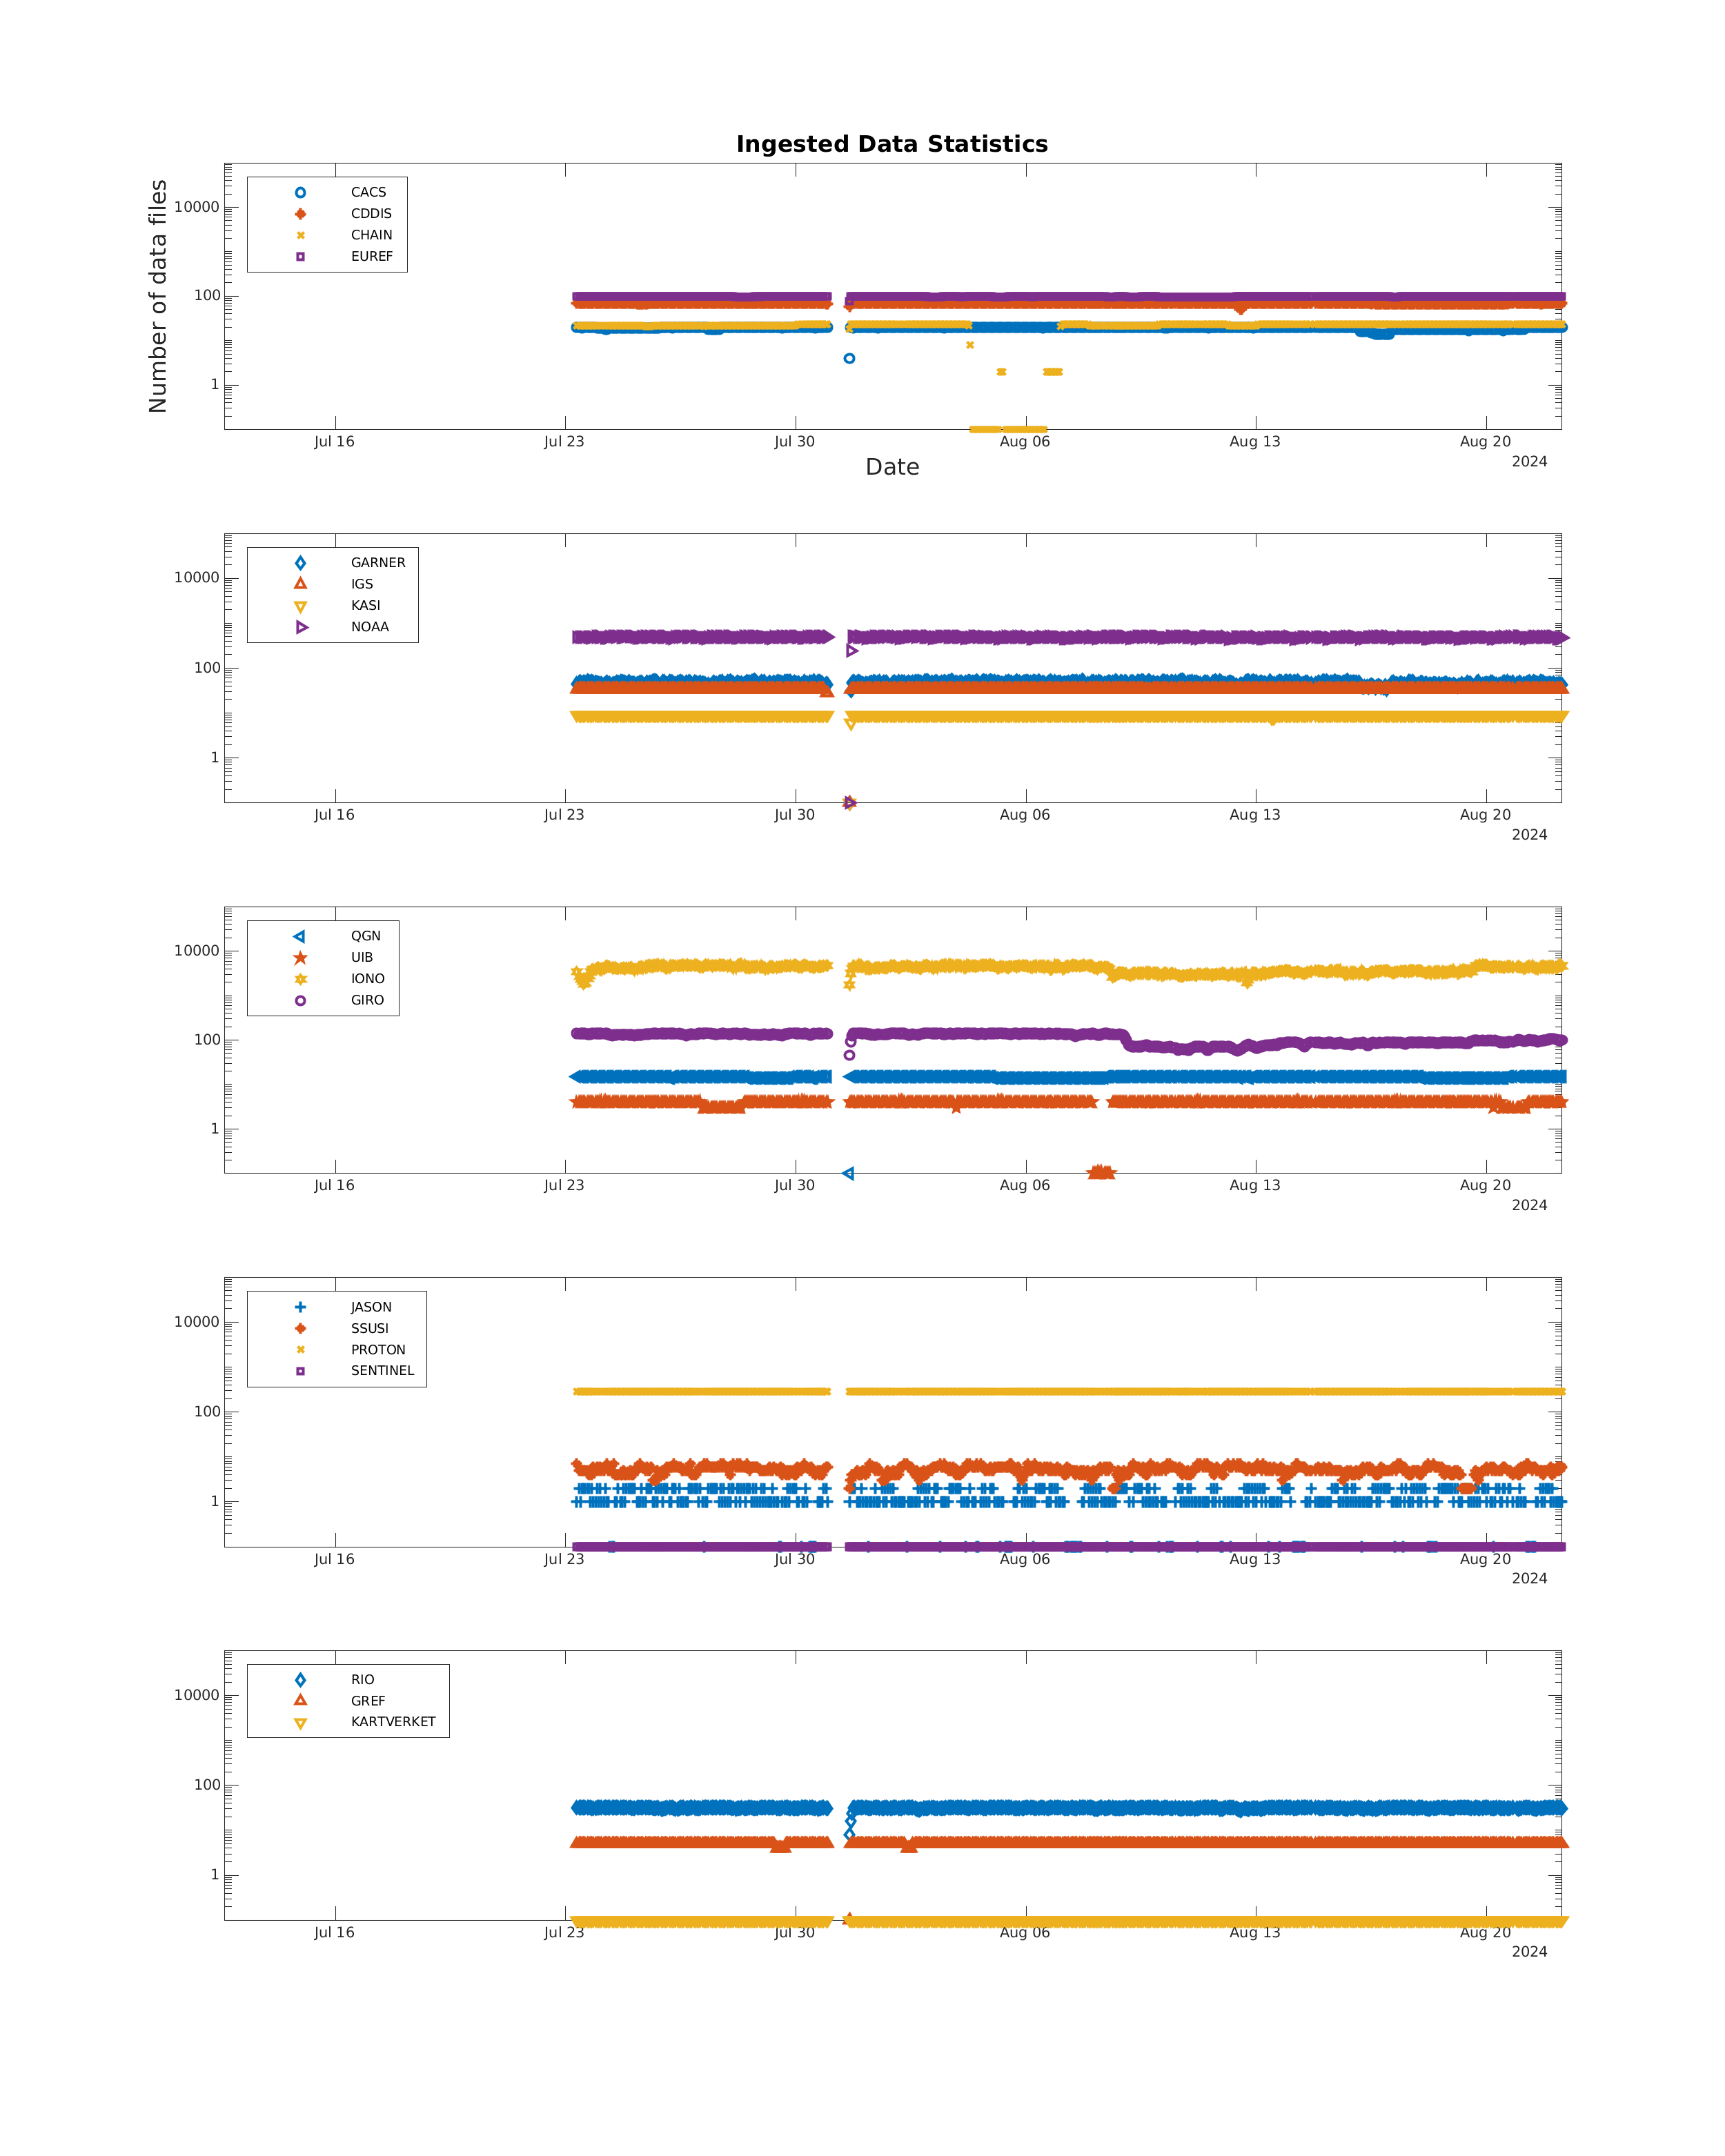 Ingested Data Statistics
Number of data files
10000
100
1
CACS
CDDIS
CHAIN
EUREF
Jul 16 Jul 23 Jul 30 Aug 06 Aug 13 Aug 20
2024
Date
10000
100
1
GARNER
IGS
KASI
NOAA
Jul 16 Jul 23 Jul 30 Aug 06 Aug 13 Aug 20
2024
10000
100
1
QGN
UIB
IONO
GIRO
Jul 16 Jul 23 Jul 30 Aug 06 Aug 13 Aug 20
2024
10000
100
1
JASON
SSUSI
PROTON
SENTINEL
Jul 16 Jul 23 Jul 30 Aug 06 Aug 13 Aug 20
2024
10000
100
1
RIO
GREF
KARTVERKET
Jul 16 Jul 23 Jul 30 Aug 06 Aug 13 Aug 20
2024